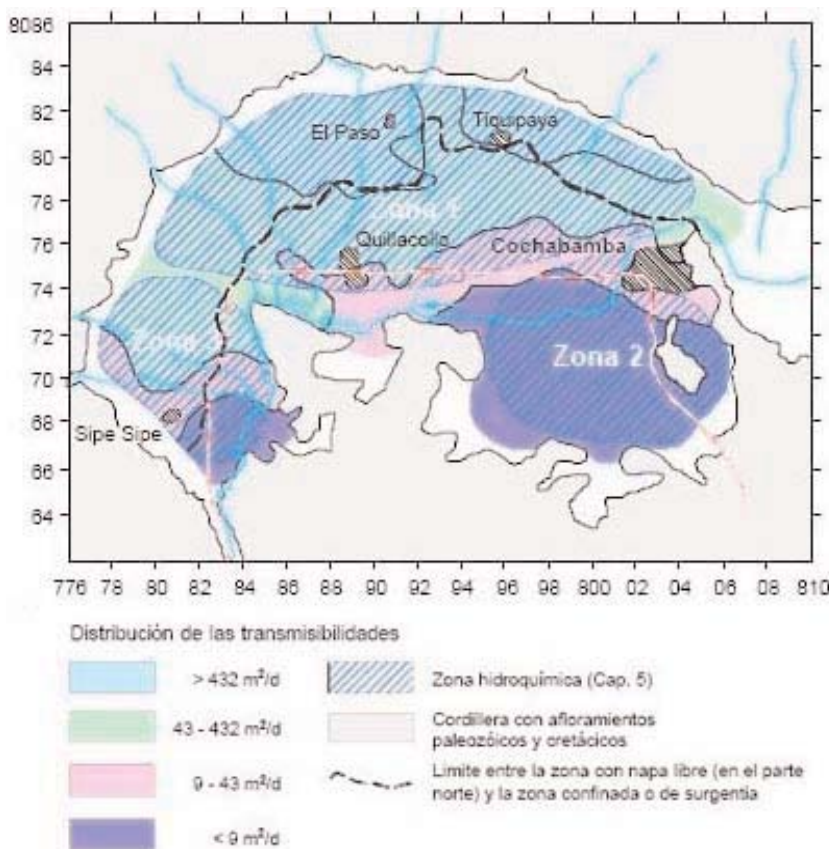 8086
84
82
80
78
76
74
72
70
68
66
64
El Paso
Tiquipaya
Zona 1
Quillacollo
Cochabamba
Zona 3
Zona 2
Sipe Sipe
776 78 80 82 84 86 88 90 92 94 96 98 800 02 04 06 08 810
Distribución de las transmisibilidades
> 432 m²/d
43 - 432 m²/d
9 - 43 m²/d
< 9 m²/d
Zona hidroquímica (Cap. 5)
Cordillera con afloramientos
paleozóicos y cretácicos
Límite entre la zona con napa libre (en el parte
norte) y la zona confinada o de surgentia